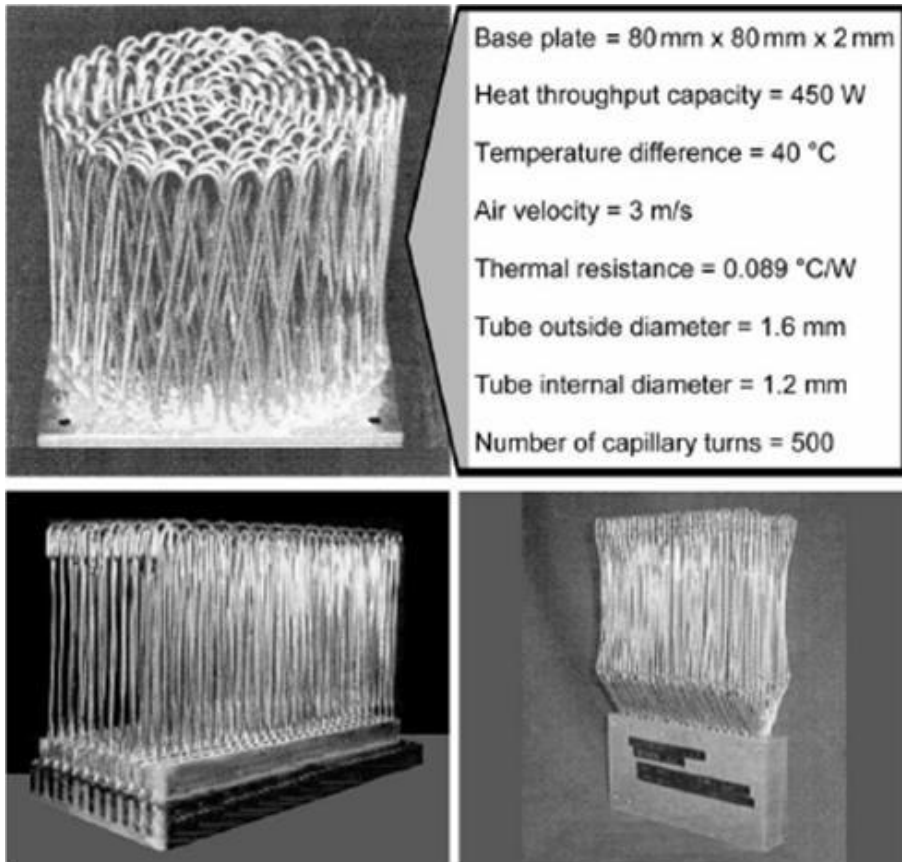 Base plate = 80 mm x 80 mm x 2 mm
Heat throughput capacity = 450 W
Temperature difference = 40 °C
Air velocity = 3 m/s
Thermal resistance = 0.089 °C/W
Tube outside diameter = 1.6 mm
Tube internal diameter = 1.2 mm
Number of capillary turns = 500